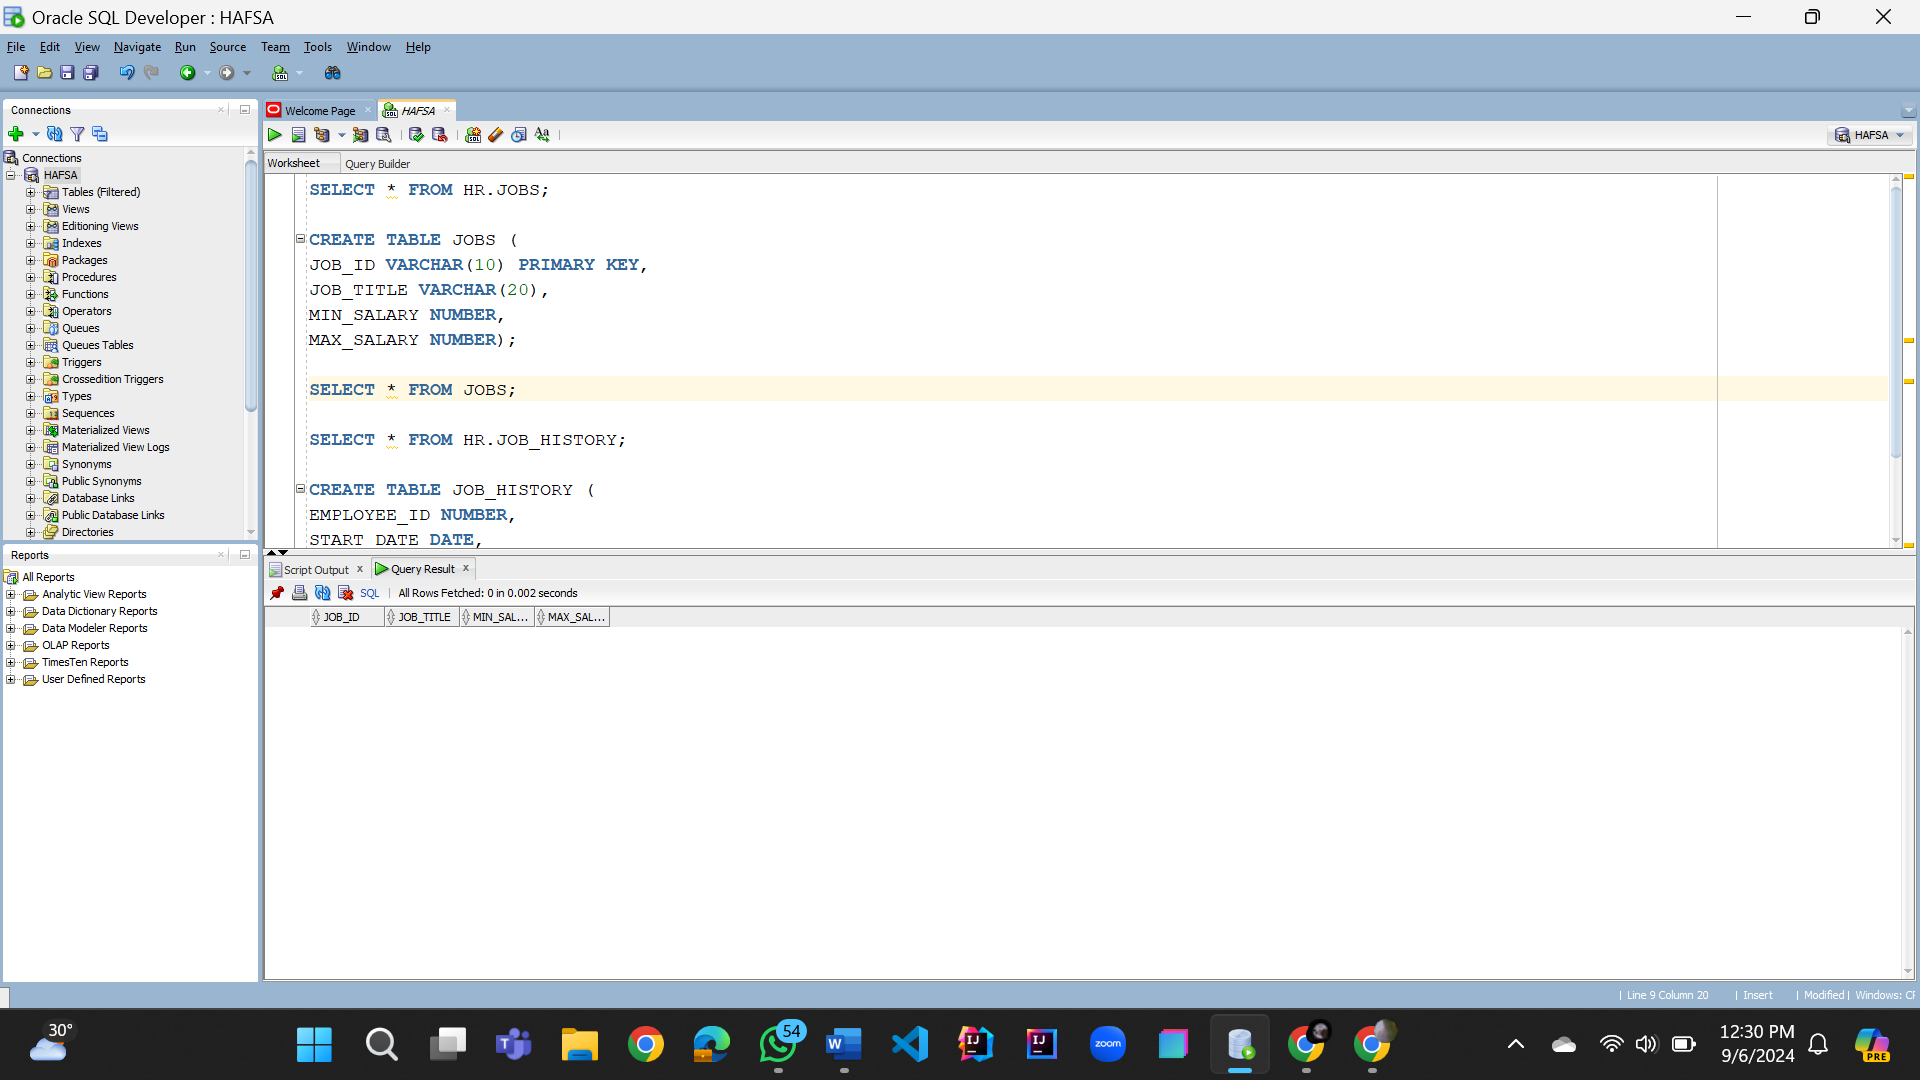 Oracle SQL Developer : HAFSA
File Edit View Navigate Run Source Team Tools Window Help
Connections
Connections
HAFSA
Tables (Filtered)
Views
Editioning Views
Indexes
Packages
Procedures
Functions
Operators
Queues
Queues Tables
Triggers
Crossedition Triggers
Types
Sequences
Materialized Views
Materialized View Logs
Synonyms
Public Synonyms
Database Links
Public Database Links
Directories
Reports
All Reports
Analytic View Reports
Data Dictionary Reports
Data Modeler Reports
OLAP Reports
TimesTen Reports
User Defined Reports
Welcome Page HAFSA
HAFSA
Worksheet Query Builder
SELECT * FROM HR.JOBS;
CREATE TABLE JOBS (
JOB_ID VARCHAR(10) PRIMARY KEY,
JOB_TITLE VARCHAR(20),
MIN_SALARY NUMBER,
MAX_SALARY NUMBER);
SELECT * FROM JOBS;
SELECT * FROM HR.JOB_HISTORY;
CREATE TABLE JOB_HISTORY (
EMPLOYEE_ID NUMBER,
START_DATE DATE,
Script Output Query Result
SQL All Rows Fetched: 0 in 0.002 seconds
JOB_ID JOB_TITLE MIN_SAL... MAX_SAL...
Line 9 Column 20 Insert Modified Windows: CF
30°
54
zoom
12:30 PM
9/6/2024
PRE